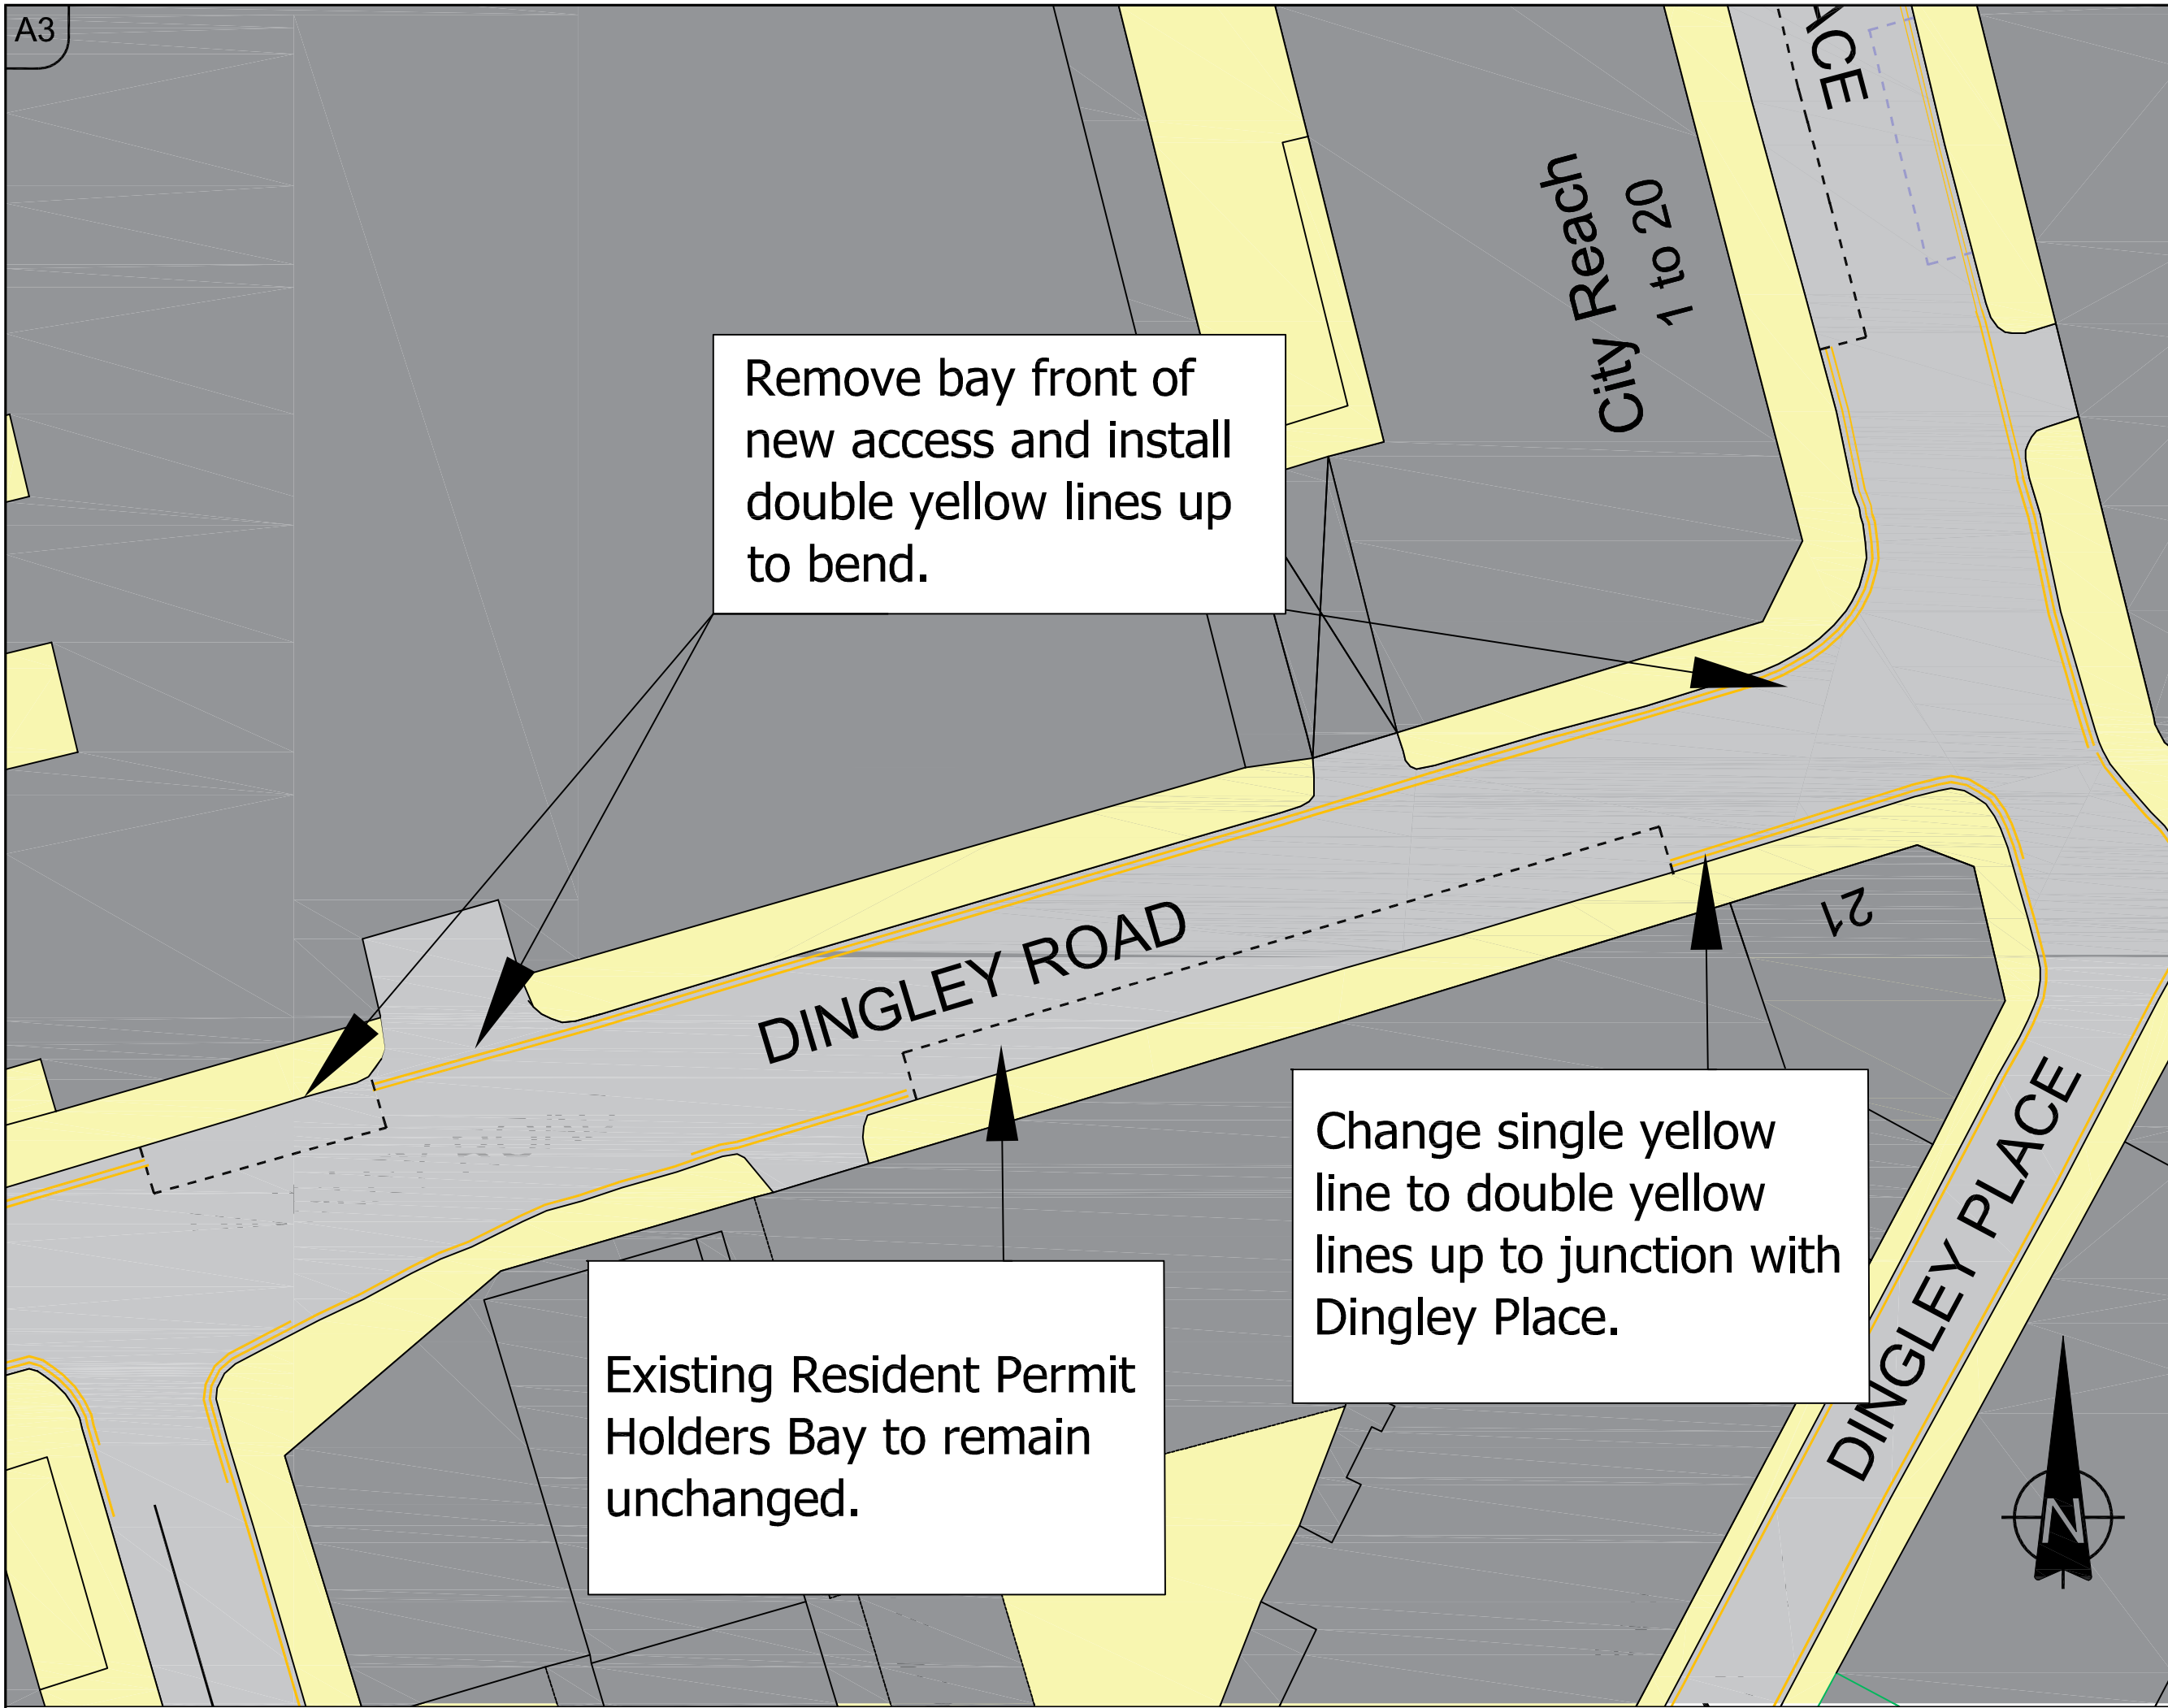 A3
ACE
City Reach
1 to 20
Remove bay front of
new access and install
double yellow lines up
to bend.
DINGLEY ROAD
21
Change single yellow
line to double yellow
lines up to junction with
Dingley Place.
DINGLEY PLACE
Existing Resident Permit
Holders Bay to remain
unchanged.
N